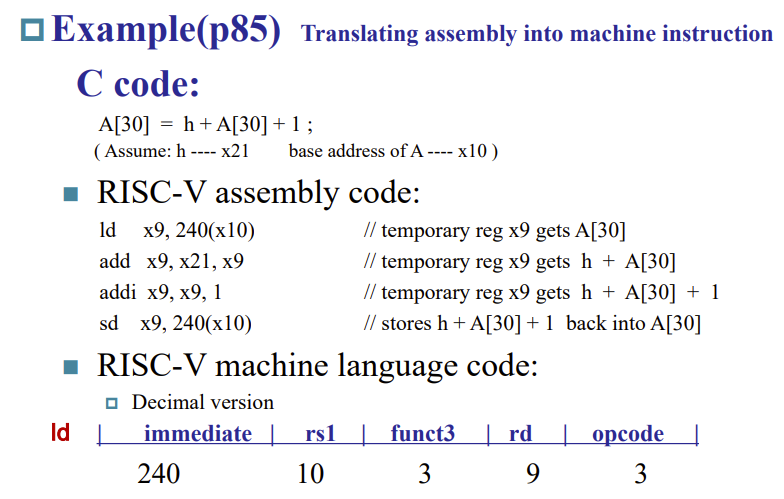 Example(p85) Translating assembly into machine instruction
C code:
A[30] = h + A[30] + 1 ;
( Assume: h ---- x21 base address of A ---- x10 )
RISC-V assembly code:
ld x9, 240(x10) // temporary reg x9 gets A[30]
add x9, x21, x9 // temporary reg x9 gets h + A[30]
addi x9, x9, 1 // temporary reg x9 gets h + A[30] + 1
sd x9, 240(x10) // stores h + A[30] + 1 back into A[30]
RISC-V machine language code:
Decimal version
ld | immediate | rs1 | funct3 | rd | opcode |
240 10 3 9 3